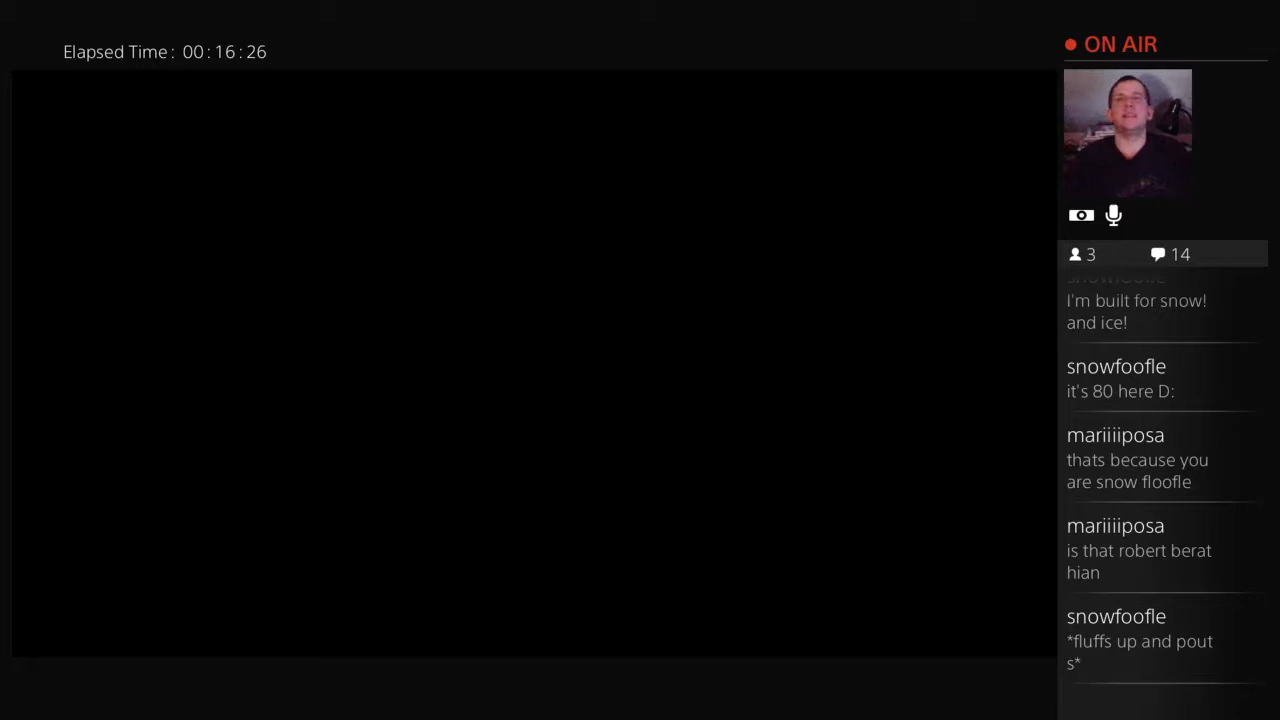 Elapsed Time: 00:16:26
ON AIR
3
14
I'm built for snow!
and ice!
snowfoofle
it's 80 here D:
mariiiiposa
thats because you
are snow floofle
mariiiiposa
is that robert berat
hian
snowfoofle
*fluffs up and pout
s*